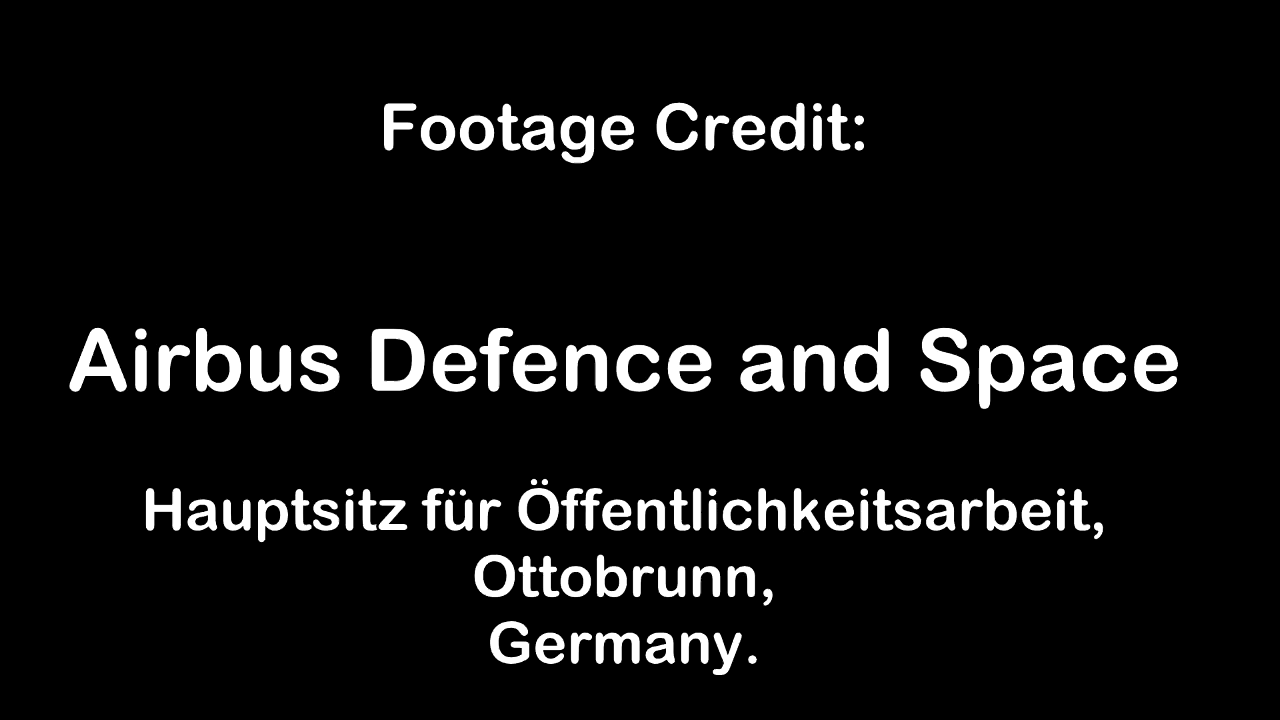 Footage Credit:
Airbus Defence and Space
Hauptsitz für Öffentlichkeitsarbeit,
Ottobrunn,
Germany.